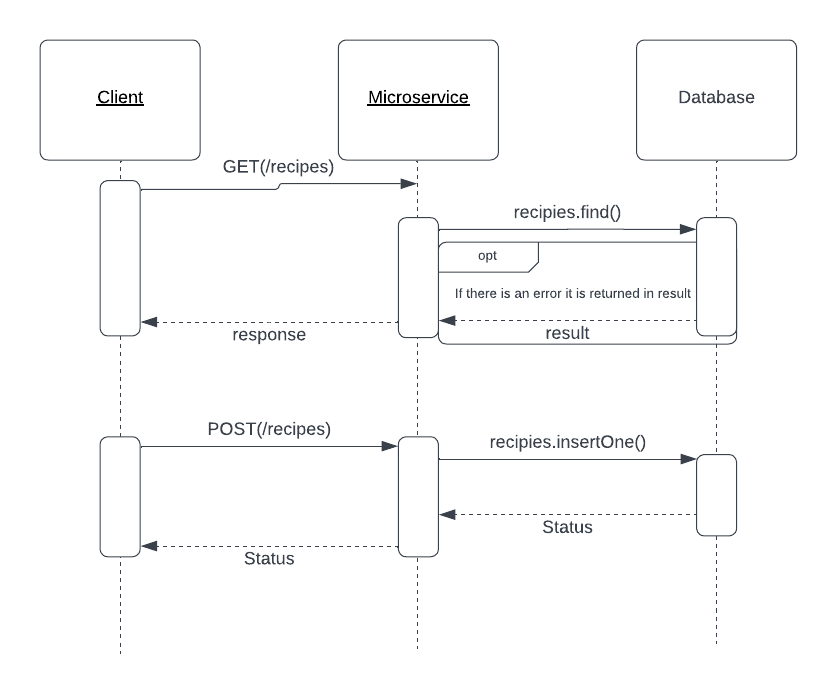 Client
Microservice
Database
GET(/recipes)
recipies.find()
opt
If there is an error it is returned in result
response
result
POST(/recipes)
recipies.insertOne()
Status
Status